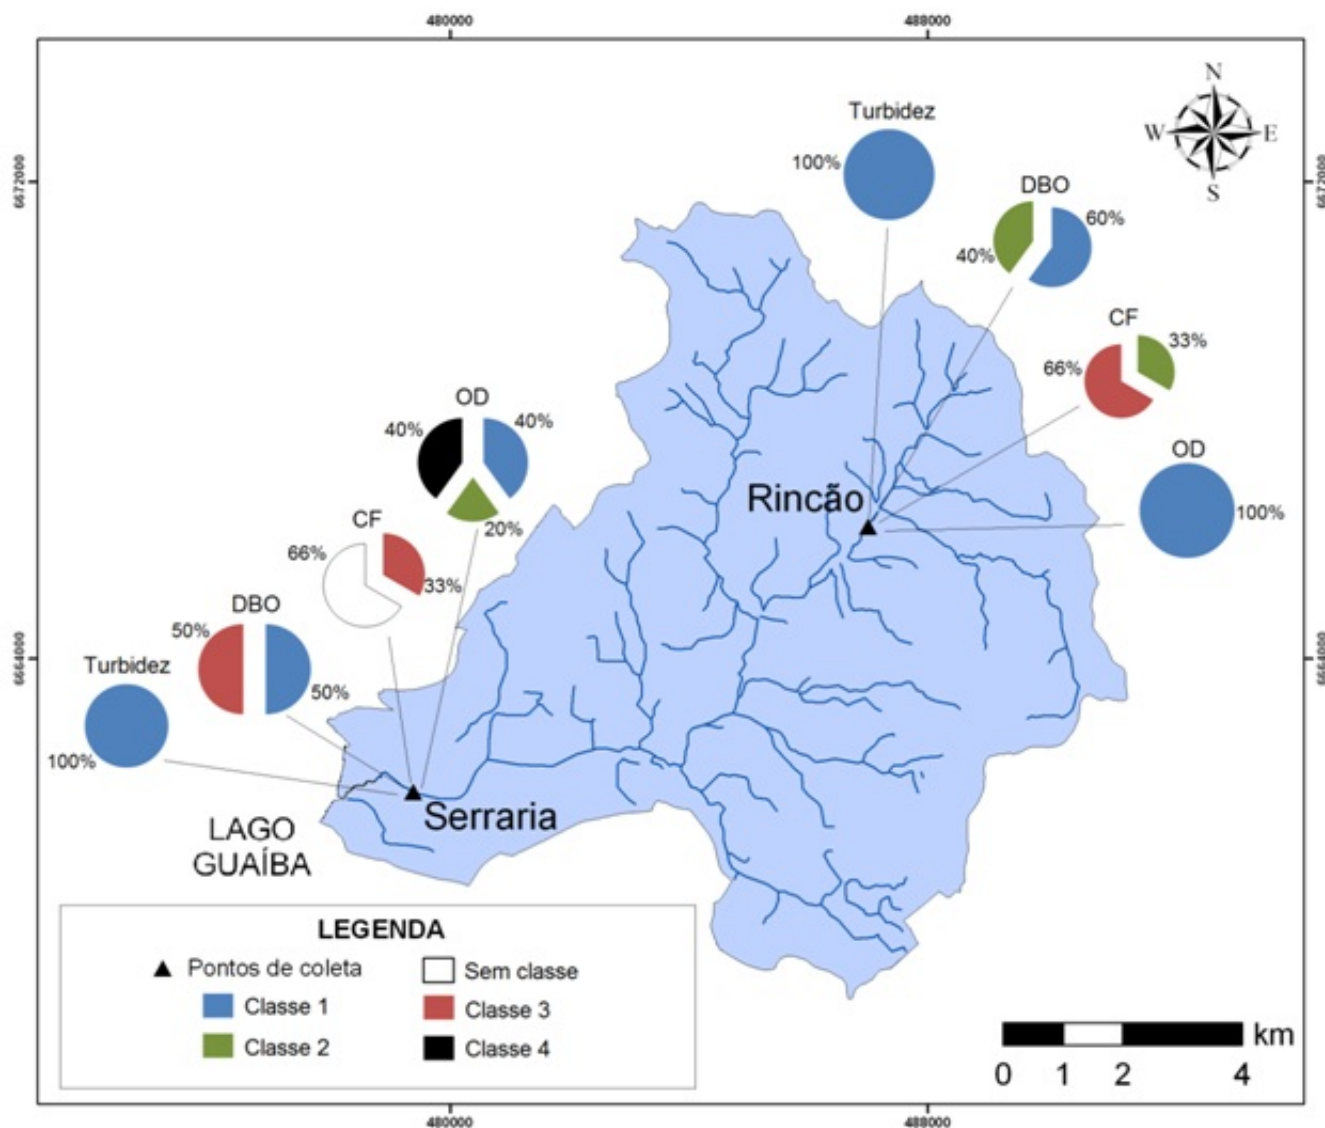 480000
488000
N
W
E
S
6672000
6672000
Turbidez
100%
DBO
60%
40%
CF
33%
66%
OD
100%
Rincão
OD
40%
40%
20%
CF
66%
33%
DBO
50%
50%
Turbidez
100%
6664000
6664000
Serraria
LAGO
GUAÍBA
LEGENDA
Pontos de coleta
Sem classe
Classe 1
Classe 3
Classe 2
Classe 4
km
0 1 2 4
480000
488000